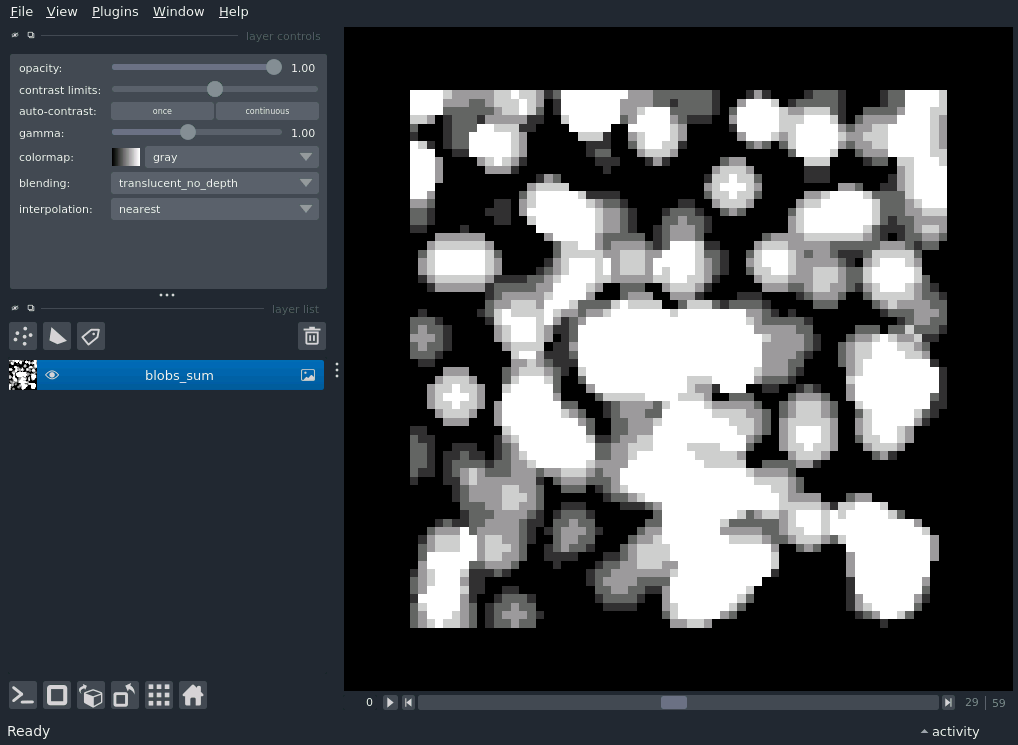 File View Plugins Window Help
layer controls
opacity: 1.00
contrast limits:
auto-contrast: once continuous
gamma: 1.00
colormap: gray
blending: translucent_no_depth
interpolation: nearest
layer list
blobs_sum
0 29 59
Ready activity